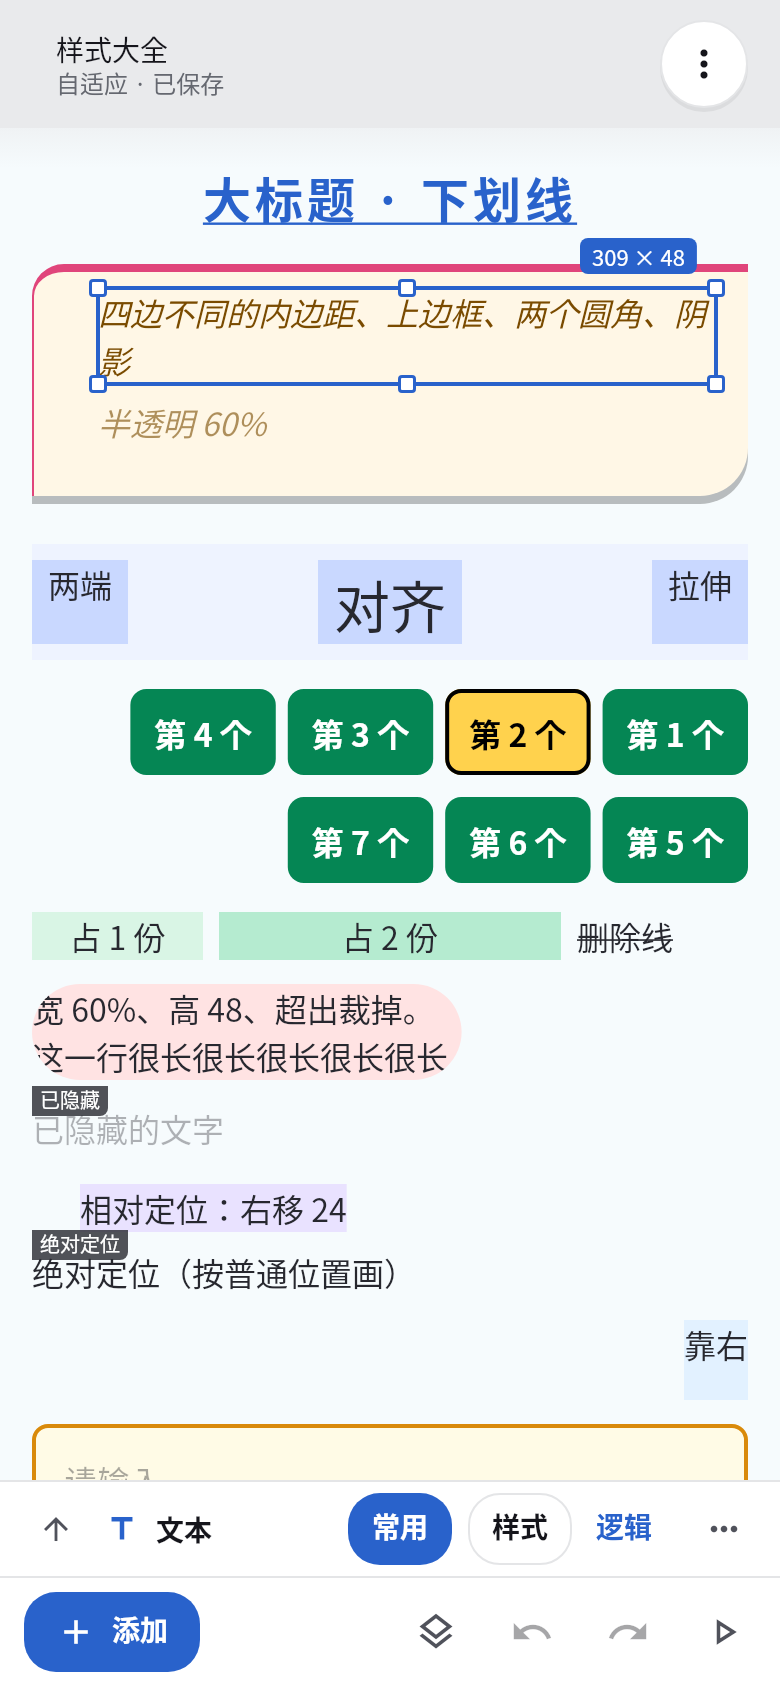 样式大全
自适应 · 已保存
大标题 · 下划线
309 × 48
四边不同的内边距、上边框、两个圆角、阴
影
半透明 60%
两端 对齐 拉伸
第 4 个 第 3 个 第 2 个 第 1 个
第 7 个 第 6 个 第 5 个
占 1 份 占 2 份 删除线
宽 60%、高 48、超出裁掉。
这一行很长很长很长很长很长
已隐藏
已隐藏的文字
相对定位：右移 24
绝对定位
绝对定位（按普通位置画）
靠右
请输入
文本 常用 样式 逻辑
添加